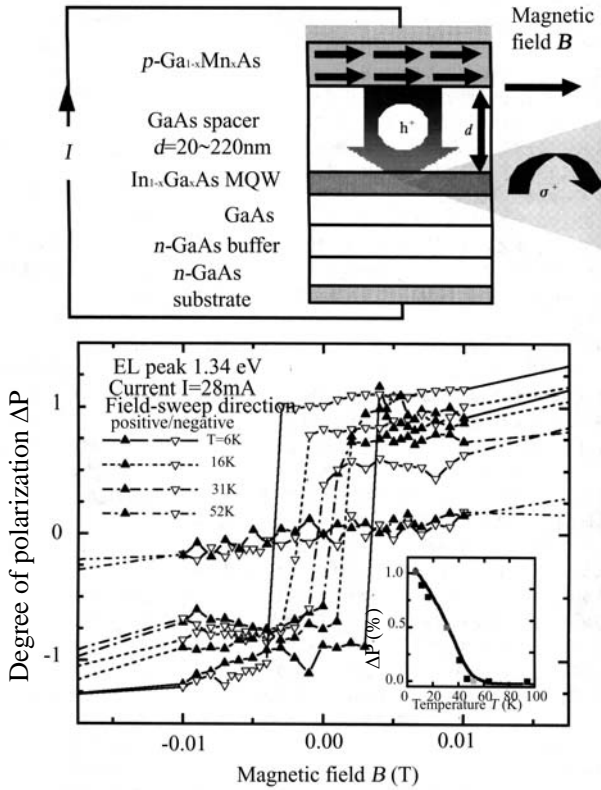 Magnetic
field B
p-Ga1-xMnxAs
GaAs spacer
d=20~220nm
h+
d
I
In1-xGaxAs MQW
σ+
GaAs
n-GaAs buffer
n-GaAs
substrate
EL peak 1.34 eV
Current I=28mA
Field-sweep direction
positive/negative
T=6K
16K
31K
52K
Degree of polarization ΔP
1
0
-1
ΔP (%)
1.0
0.5
0.0
0 20 40 60 80 100
Temperature T (K)
-0.01 0.00 0.01
Magnetic field B (T)